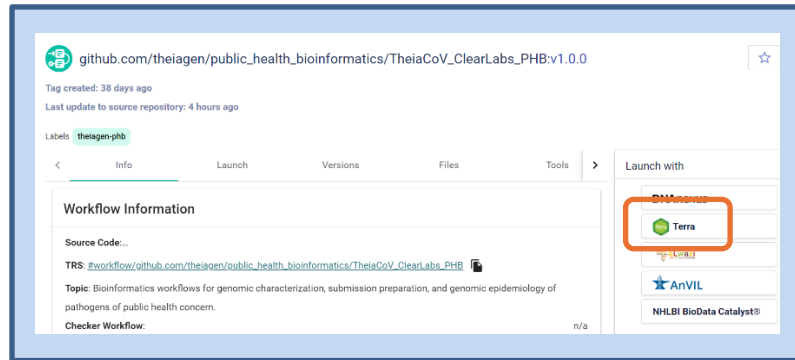 github.com/theiagen/public_health_bioinformatics/TheiaCoV_ClearLabs_PHB:v1.0.0
Tag created: 38 days ago
Last update to source repository: 4 hours ago
Labels theiagen-phb
Info Launch Versions Files Tools
Launch with
Workflow Information
Source Code:...
TRS: #workflow/github.com/theiagen/public_health_bioinformatics/TheiaCoV_ClearLabs_PHB
Topic: Bioinformatics workflows for genomic characterization, submission preparation, and genomic epidemiology of
pathogens of public health concern.
Checker Workflow: n/a
DNAnexus
Terra
Elwazi
AnVIL
NHLBI BioData Catalyst®